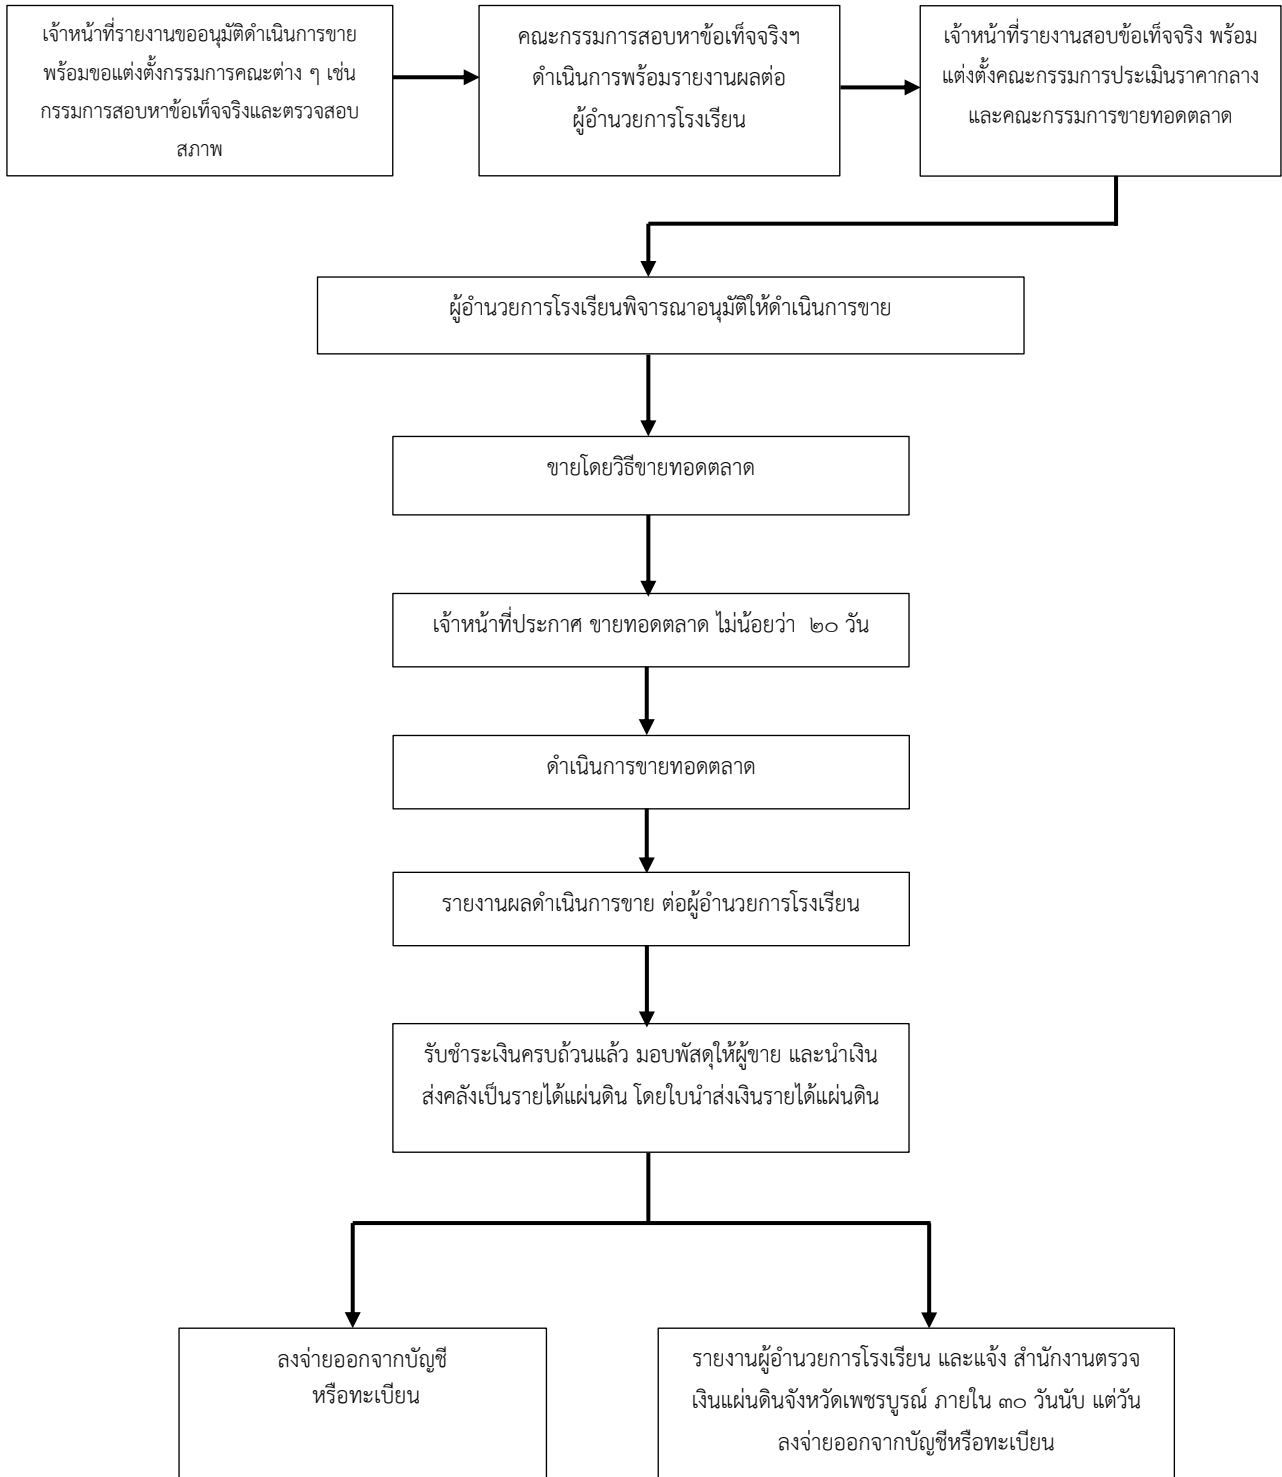 เจ้าหน้าที่รายงานขออนุมัติดำเนินการขาย
พร้อมขอแต่งตั้งกรรมการคณะต่าง ๆ เช่น
กรรมการสอบหาข้อเท็จจริงและตรวจสอบ
สภาพ
คณะกรรมการสอบหาข้อเท็จจริงฯ
ดำเนินการพร้อมรายงานผลต่อ
ผู้อำนวยการโรงเรียน
เจ้าหน้าที่รายงานสอบข้อเท็จจริง พร้อม
แต่งตั้งคณะกรรมการประเมินราคากลาง
และคณะกรรมการขายทอดตลาด
ผู้อำนวยการโรงเรียนพิจารณาอนุมัติให้ดำเนินการขาย
ขายโดยวิธีขายทอดตลาด
เจ้าหน้าที่ประกาศ ขายทอดตลาด ไม่น้อยว่า ๒๐ วัน
ดำเนินการขายทอดตลาด
รายงานผลดำเนินการขาย ต่อผู้อำนวยการโรงเรียน
รับชำระเงินครบถ้วนแล้ว มอบพัสดุให้ผู้ขาย และนำเงิน
ส่งคลังเป็นรายได้แผ่นดิน โดยใบนำส่งเงินรายได้แผ่นดิน
ลงจ่ายออกจากบัญชี
หรือทะเบียน
รายงานผู้อำนวยการโรงเรียน และแจ้ง สำนักงานตรวจ
เงินแผ่นดินจังหวัดเพชรบูรณ์ ภายใน ๓๐ วันนับ แต่วัน
ลงจ่ายออกจากบัญชีหรือทะเบียน